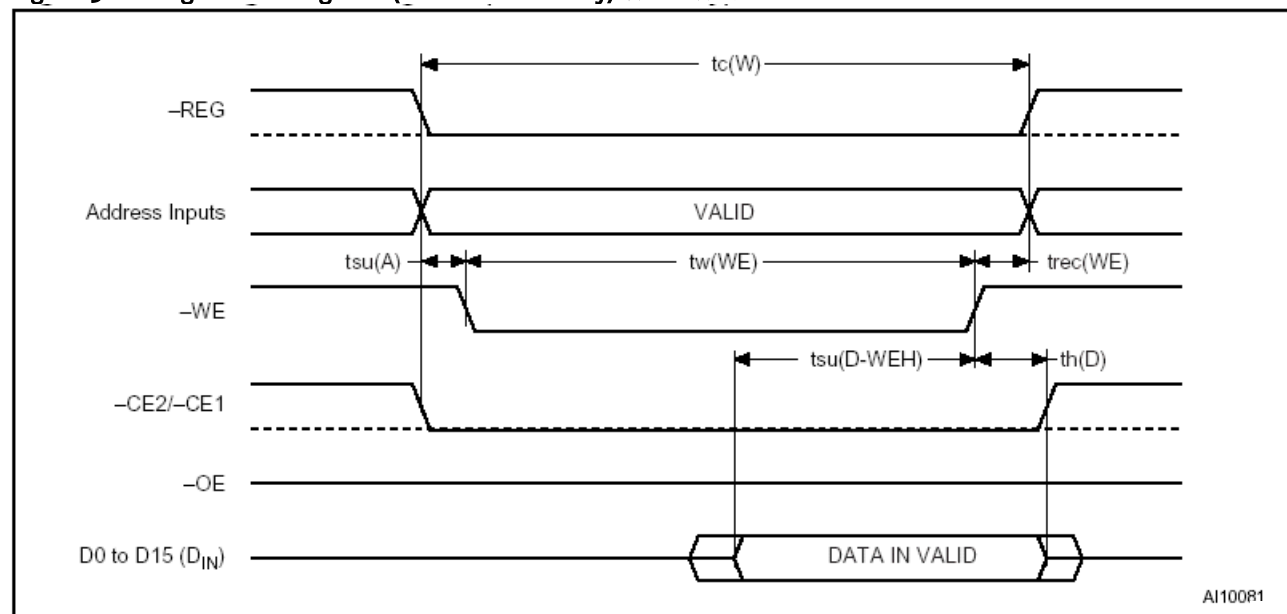 tc(W)
–REG
Address Inputs
VALID
tsu(A)
tw(WE)
trec(WE)
–WE
tsu(D-WEH)
th(D)
–CE2/–CE1
–OE
D0 to D15 (DIN)
DATA IN VALID
AI10081